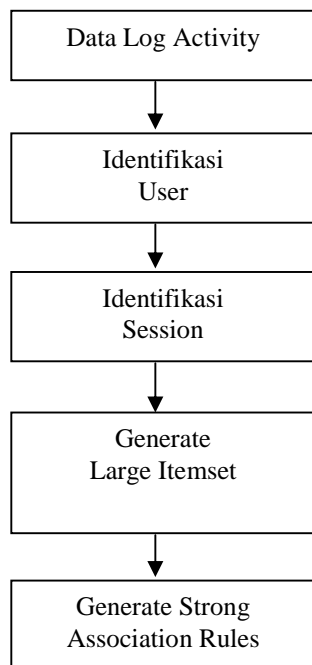 Data Log Activity
Identifikasi
User
Identifikasi
Session
Generate
Large Itemset
Generate Strong
Association Rules